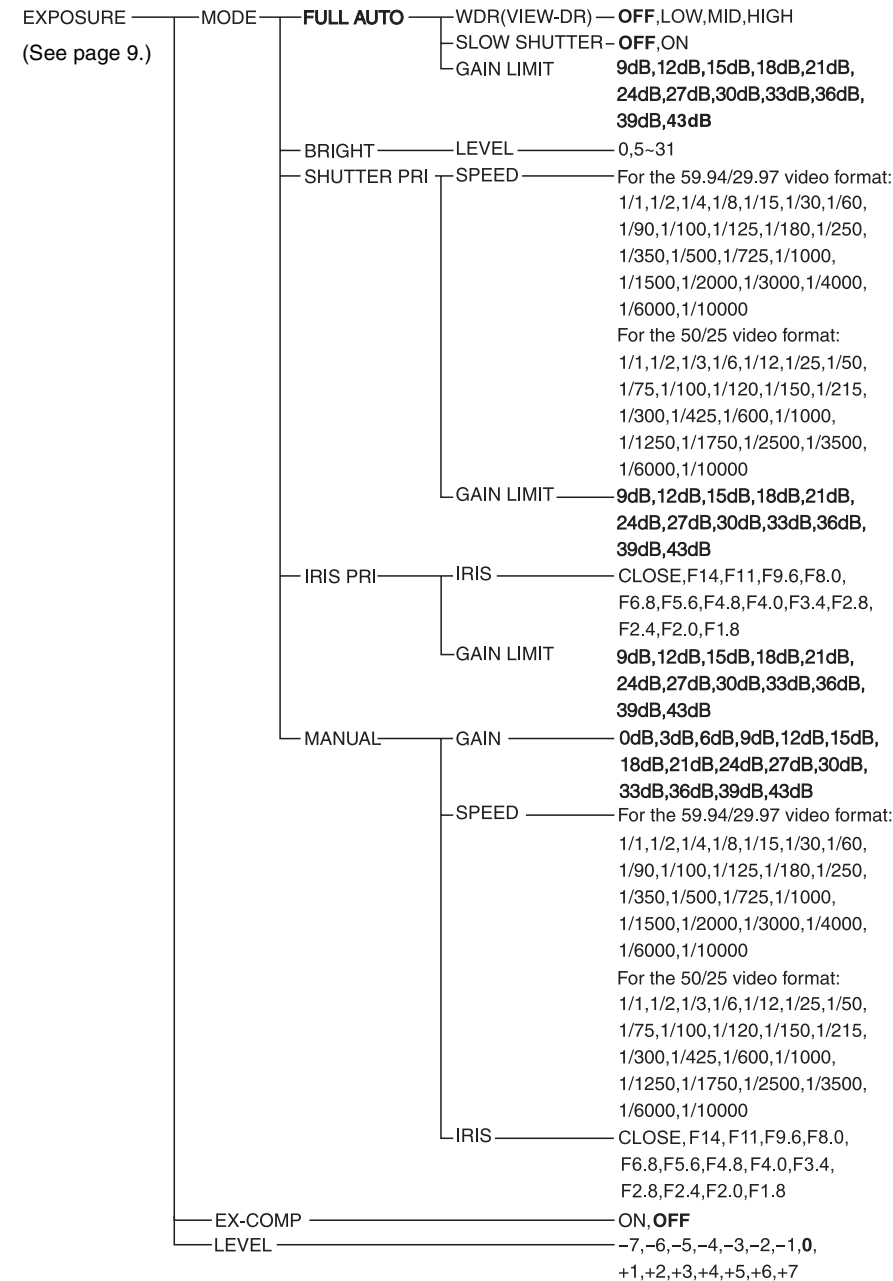 EXPOSURE MODE FULL AUTO WDR(VIEW-DR) OFF,LOW,MID,HIGH
(See page 9.)
SLOW SHUTTER OFF,ON
GAIN LIMIT 9dB,12dB,15dB,18dB,21dB,
24dB,27dB,30dB,33dB,36dB,
39dB,43dB
BRIGHT LEVEL 0,5~31
SHUTTER PRI SPEED For the 59.94/29.97 video format:
1/1,1/2,1/4,1/8,1/15,1/30,1/60,
1/90,1/100,1/125,1/180,1/250,
1/350,1/500,1/725,1/1000,
1/1500,1/2000,1/3000,1/4000,
1/6000,1/10000
For the 50/25 video format:
1/1,1/2,1/3,1/6,1/12,1/25,1/50,
1/75,1/100,1/120,1/150,1/215,
1/300,1/425,1/600,1/1000,
1/1250,1/1750,1/2500,1/3500,
1/6000,1/10000
GAIN LIMIT 9dB,12dB,15dB,18dB,21dB,
24dB,27dB,30dB,33dB,36dB,
39dB,43dB
IRIS PRI IRIS CLOSE,F14,F11,F9.6,F8.0,
F6.8,F5.6,F4.8,F4.0,F3.4,F2.8,
F2.4,F2.0,F1.8
GAIN LIMIT 9dB,12dB,15dB,18dB,21dB,
24dB,27dB,30dB,33dB,36dB,
39dB,43dB
MANUAL GAIN 0dB,3dB,6dB,9dB,12dB,15dB,
18dB,21dB,24dB,27dB,30dB,
33dB,36dB,39dB,43dB
SPEED For the 59.94/29.97 video format:
1/1,1/2,1/4,1/8,1/15,1/30,1/60,
1/90,1/100,1/125,1/180,1/250,
1/350,1/500,1/725,1/1000,
1/1500,1/2000,1/3000,1/4000,
1/6000,1/10000
For the 50/25 video format:
1/1,1/2,1/3,1/6,1/12,1/25,1/50,
1/75,1/100,1/120,1/150,1/215,
1/300,1/425,1/600,1/1000,
1/1250,1/1750,1/2500,1/3500,
1/6000,1/10000
IRIS CLOSE,F14,F11,F9.6,F8.0,
F6.8,F5.6,F4.8,F4.0,F3.4,
F2.8,F2.4,F2.0,F1.8
EX-COMP ON,OFF
LEVEL −7,−6,−5,−4,−3,−2,−1,0,
+1,+2,+3,+4,+5,+6,+7